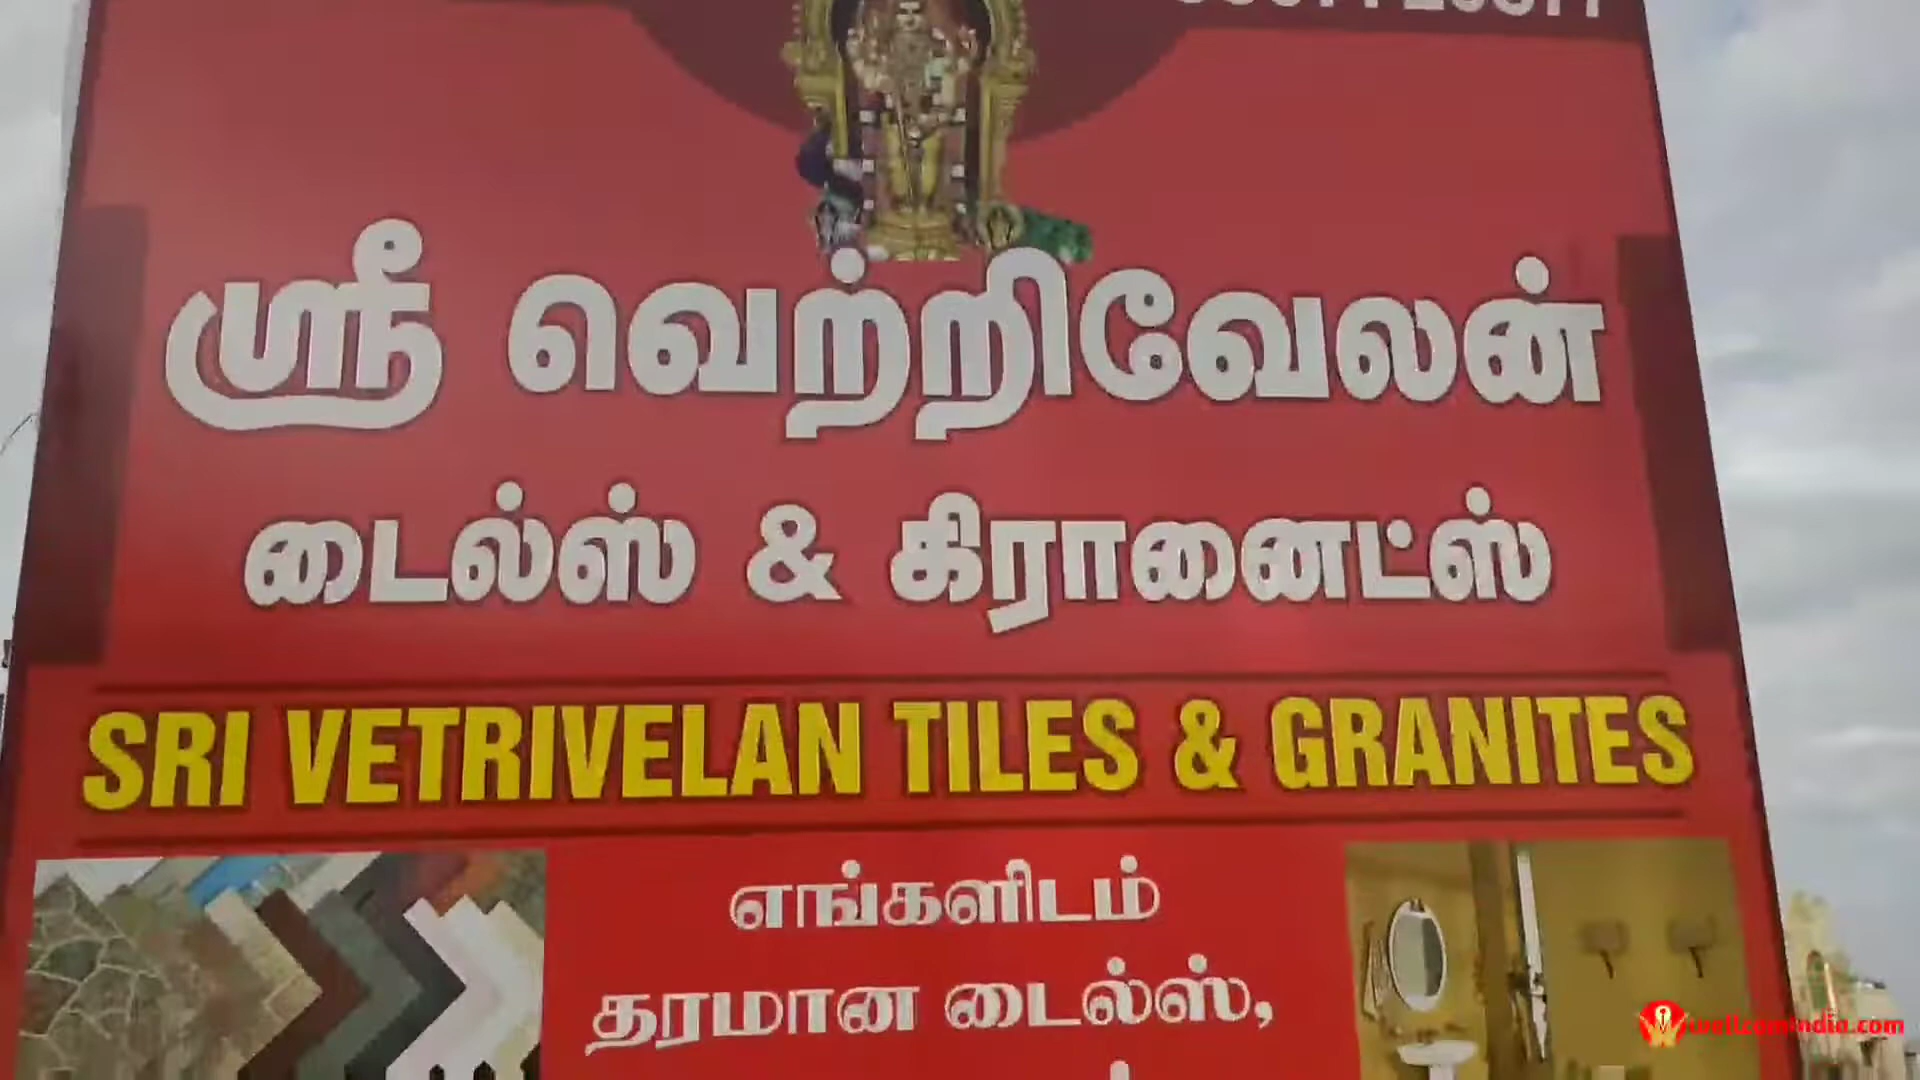 ஸ்ரீ வெற்றிவேலன்
டைல்ஸ் & கிரானைட்ஸ்
SRI VETRIVELAN TILES & GRANITES
எங்களிடம்
தரமான டைல்ஸ்,
wellcomindia.com